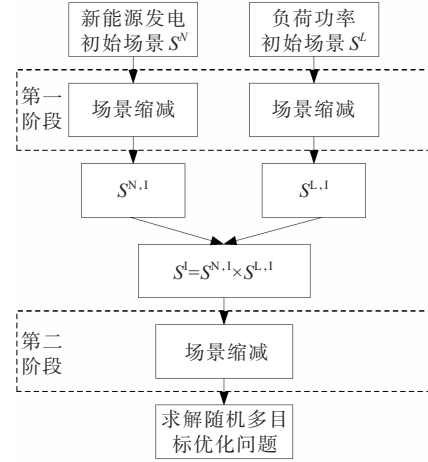 新能源发电
初始场景 S^N
负荷功率
初始场景 S^L
第一
阶段
场景缩减
场景缩减
S^{N,I}
S^{L,I}
S^I=S^{N,I}×S^{L,I}
第二
阶段
场景缩减
求解随机多目
标优化问题